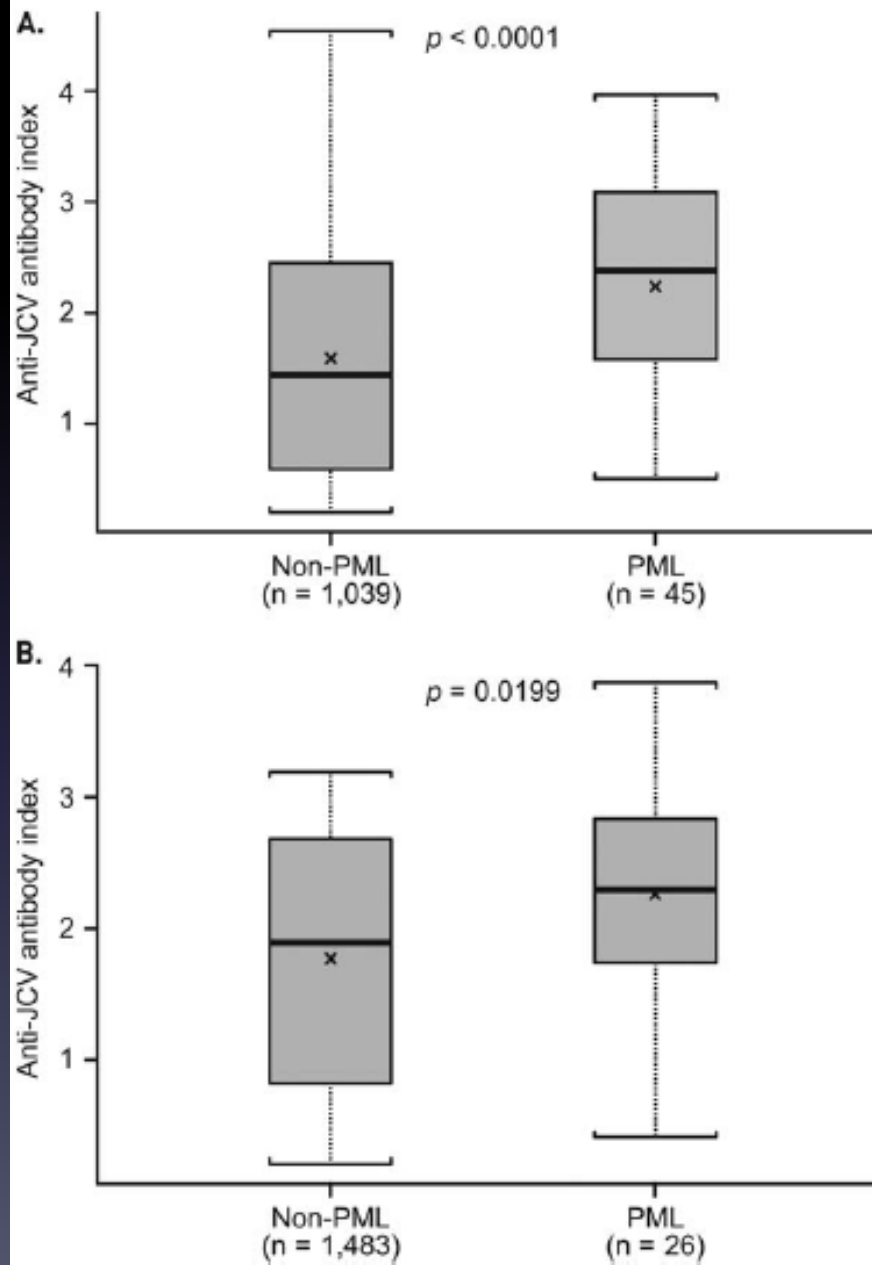 A.
p < 0.0001
Anti-JCV antibody index
4
3
2
1
Non-PML
(n = 1,039)
PML
(n = 45)
B.
p = 0.0199
Anti-JCV antibody index
4
3
2
1
Non-PML
(n = 1,483)
PML
(n = 26)